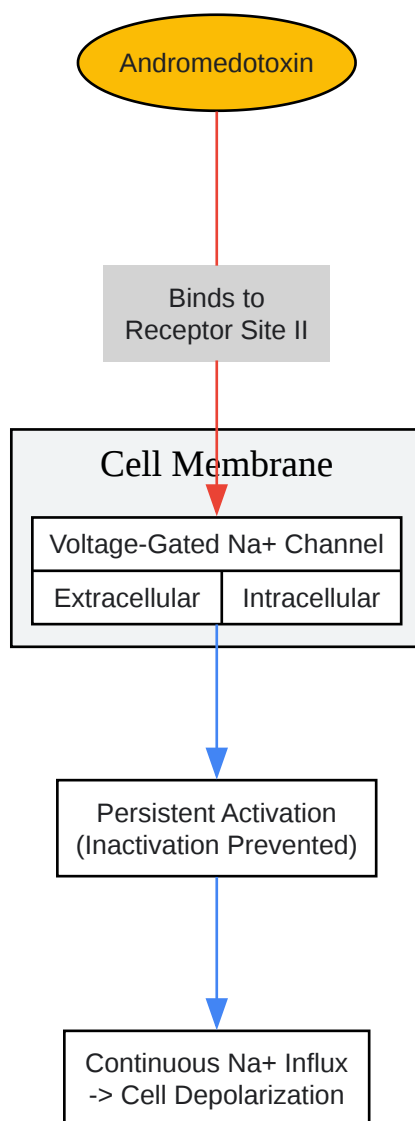 Andromedotoxin
Binds to
Receptor Site II
Cell Membrane
Voltage-Gated Na+ Channel
Extracellular
Intracellular
Persistent Activation
(Inactivation Prevented)
Continuous Na+ Influx
-> Cell Depolarization